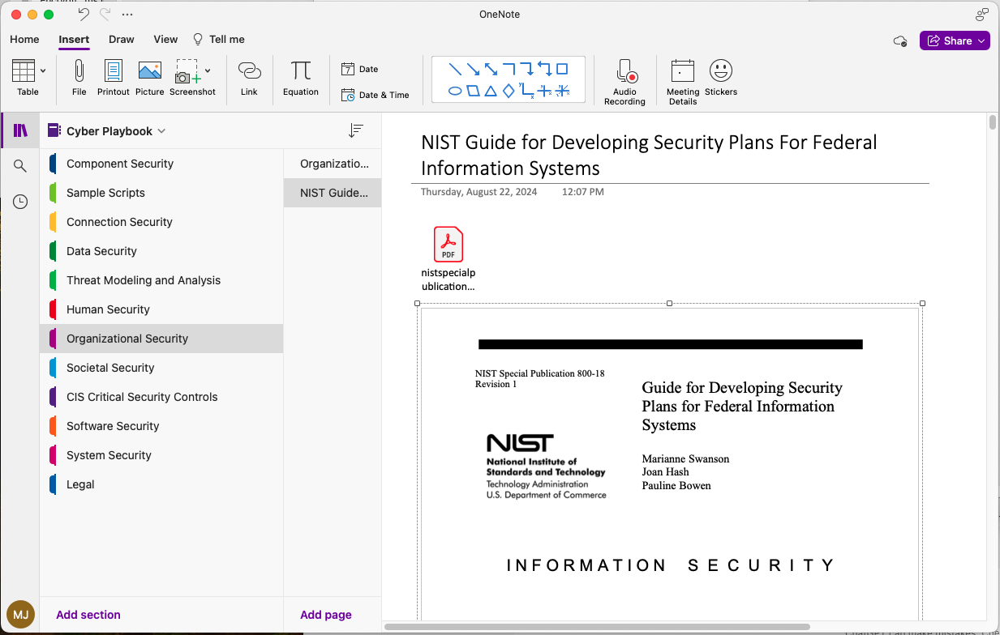 OneNote
Home Insert Draw View Tell me
Share
Table
File
Printout
Picture
Screenshot
Link
Equation
Date
Date & Time
Audio
Recording
Meeting
Details
Stickers
Cyber Playbook
Component Security
Sample Scripts
Connection Security
Data Security
Threat Modeling and Analysis
Human Security
Organizational Security
Societal Security
CIS Critical Security Controls
Software Security
System Security
Legal
Add section
MJ
Organizatio...
NIST Guide...
Add page
NIST Guide for Developing Security Plans For Federal
Information Systems
Thursday, August 22, 2024 12:07 PM
PDF
nistspecialp
ublication...
NIST Special Publication 800-18
Revision 1
Guide for Developing Security
Plans for Federal Information
Systems
NIST
National Institute of
Standards and Technology
Technology Administration
U.S. Department of Commerce
Marianne Swanson
Joan Hash
Pauline Bowen
INFORMATION SECURITY